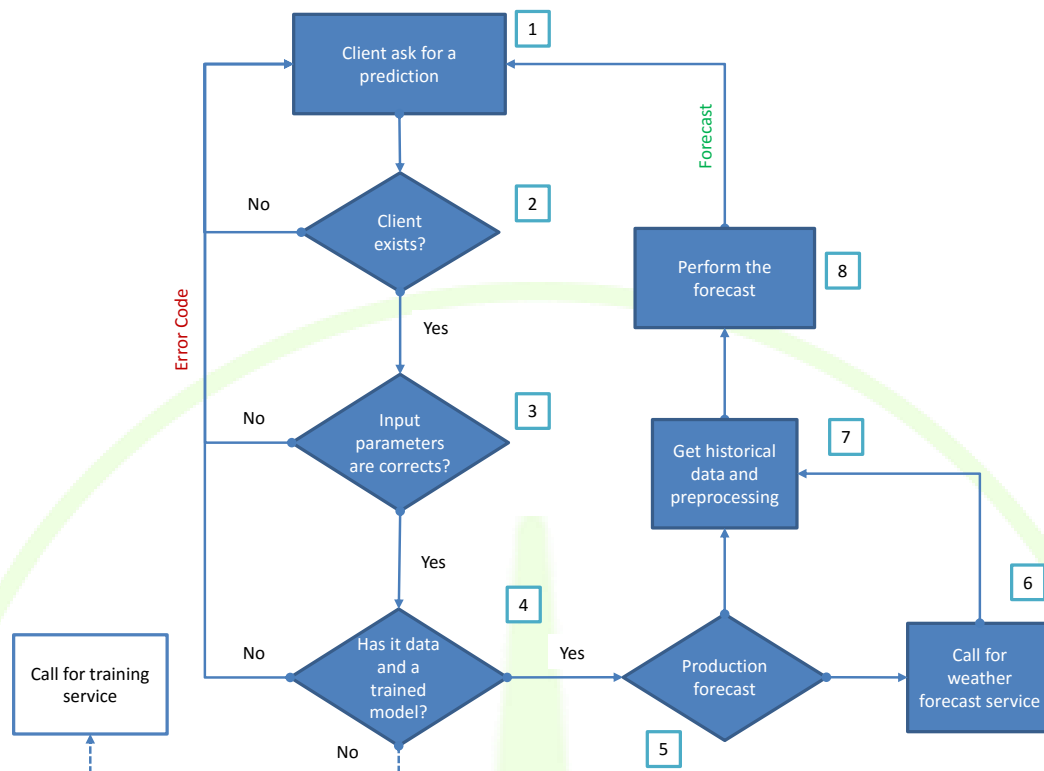 1
Client ask for a
prediction
No
2
Client
exists?
Error Code
Yes
Forecast
Perform the
forecast
8
No
3
Input
parameters
are corrects?
7
Get historical
data and
preprocessing
Yes
4
6
No
Has it data
and a
trained
model?
Yes
Production
forecast
Call for
weather
forecast service
Call for training
service
No
5